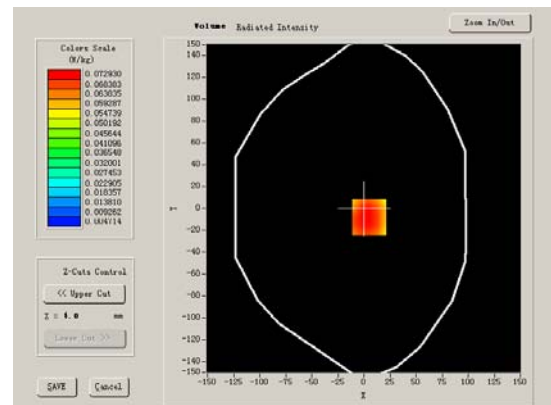 Volume Radiated Intensity
Zoom In/Out
Colors Scale
(W/kg)
0.072930
0.068383
0.063835
0.059287
0.054739
0.050192
0.045644
0.041096
0.036548
0.032001
0.027453
0.022905
0.018357
0.013810
0.009262
0.004714
Z-Cuts Control
<< Upper Cut
Z = 4.0 mm
Lower Cut >>
SAVE Cancel
150
120
100
80
60
40
20
0
-20
-40
-60
-80
-100
-120
-140
-150
Y
-150 -125 -100 -75 -50 -25 0 25 50 75 100 125 150
X